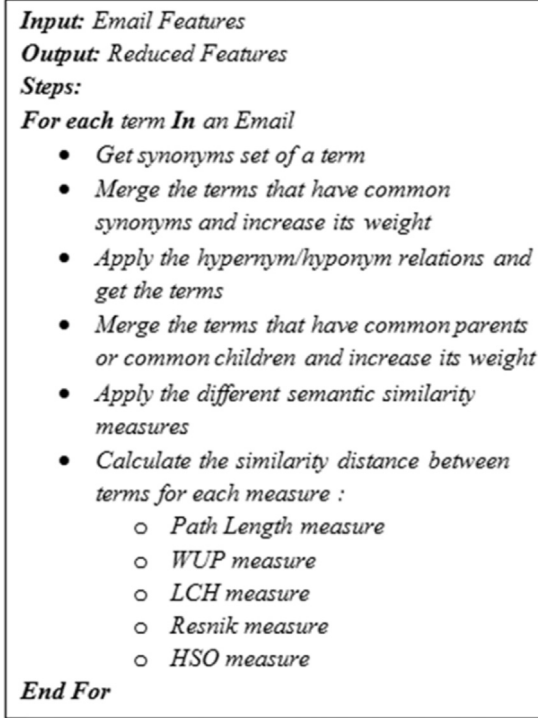 Input: Email Features
Output: Reduced Features
Steps:
For each term In an Email
• Get synonyms set of a term
• Merge the terms that have common
synonyms and increase its weight
• Apply the hypernym/hyponym relations and
get the terms
• Merge the terms that have common parents
or common children and increase its weight
• Apply the different semantic similarity
measures
• Calculate the similarity distance between
terms for each measure :
o Path Length measure
o WUP measure
o LCH measure
o Resnik measure
o HSO measure
End For